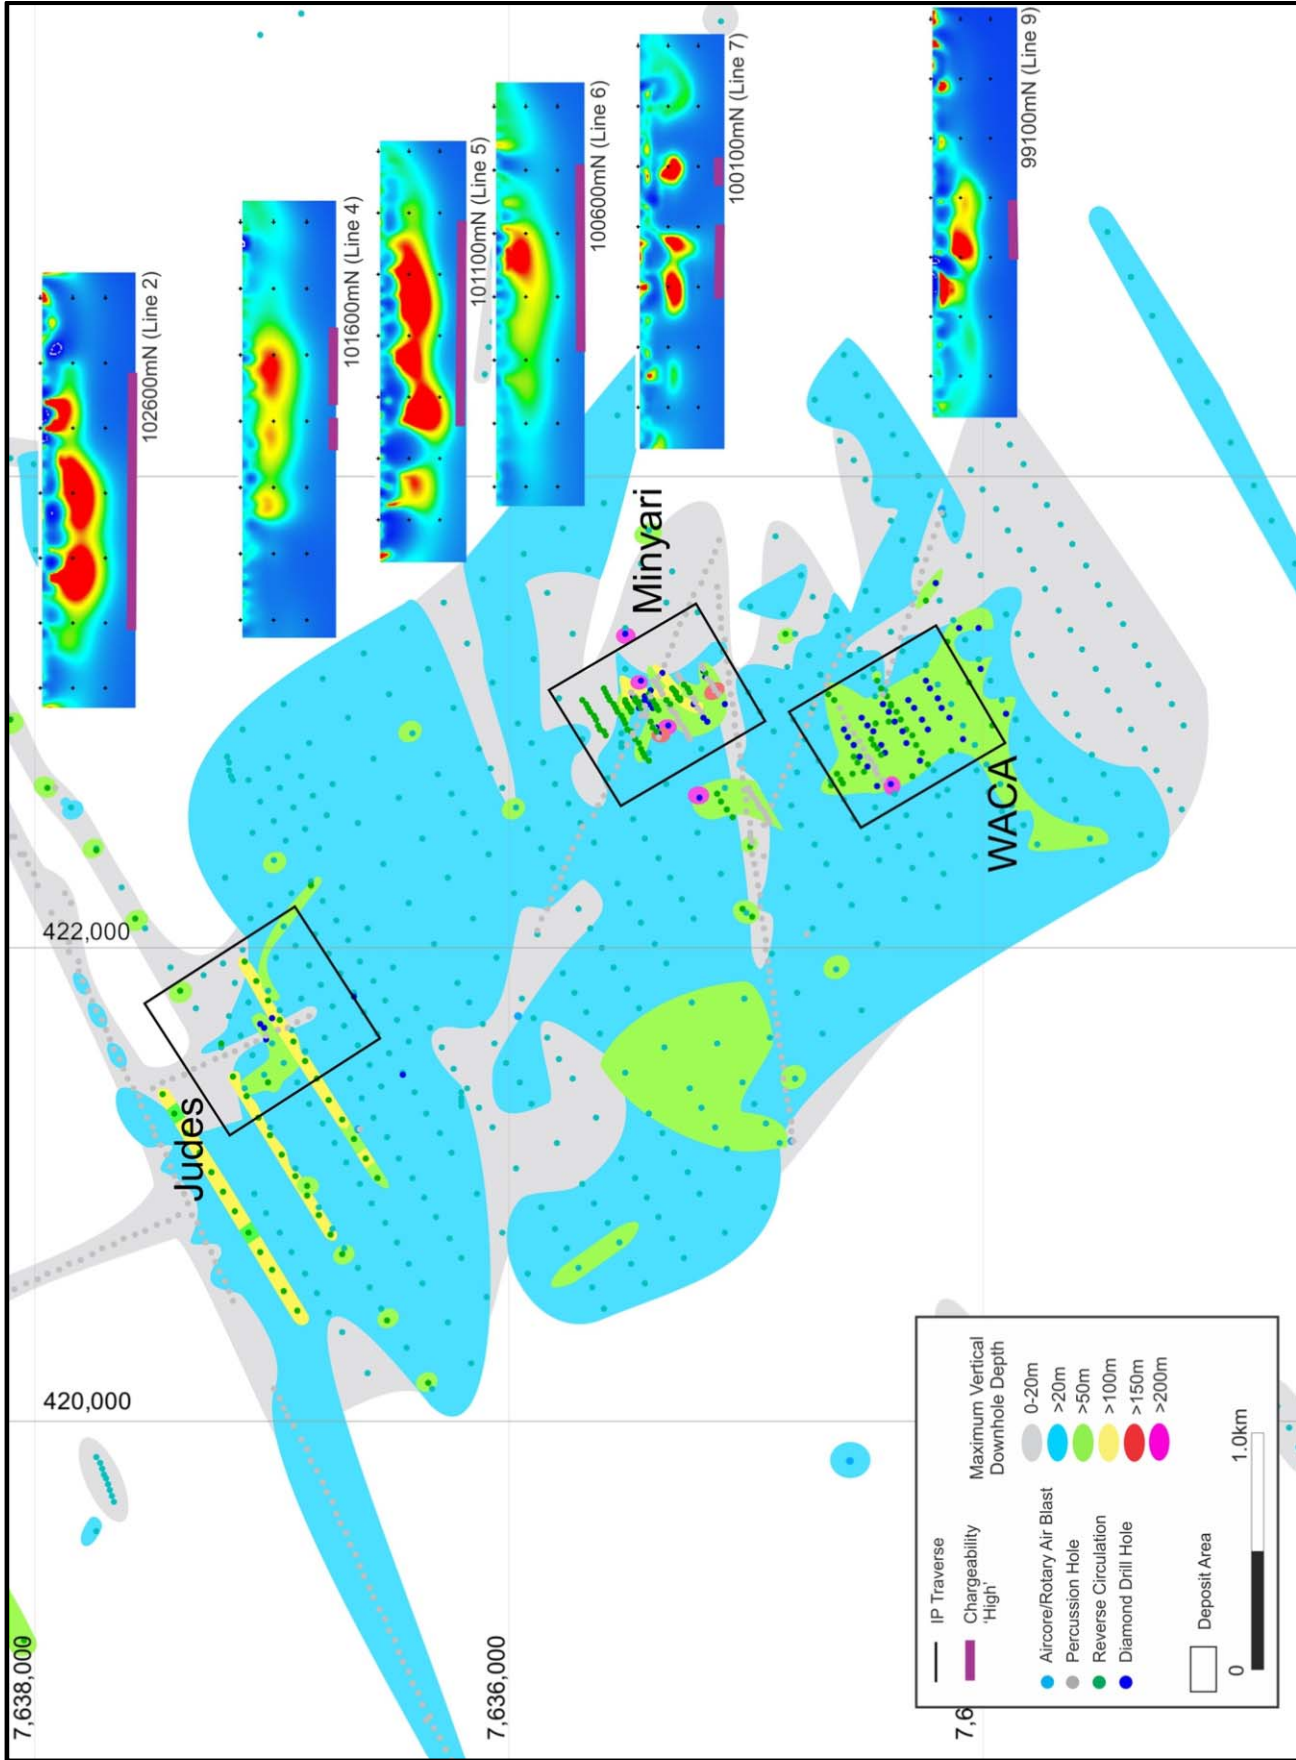 102600mN (Line 2)
101600mN (Line 4)
101100mN (Line 5)
100600mN (Line 6)
100100mN (Line 7)
99100mN (Line 9)
Judes
Minyari
WACA
422,000
420,000
7,638,000
7,636,000
7,6
IP Traverse
Chargeability
'High'
Aircore/Rotary Air Blast
Percussion Hole
Reverse Circulation
Diamond Drill Hole
Maximum Vertical
Downhole Depth
0-20m
>20m
>50m
>100m
>150m
>200m
Deposit Area
0
1.0km